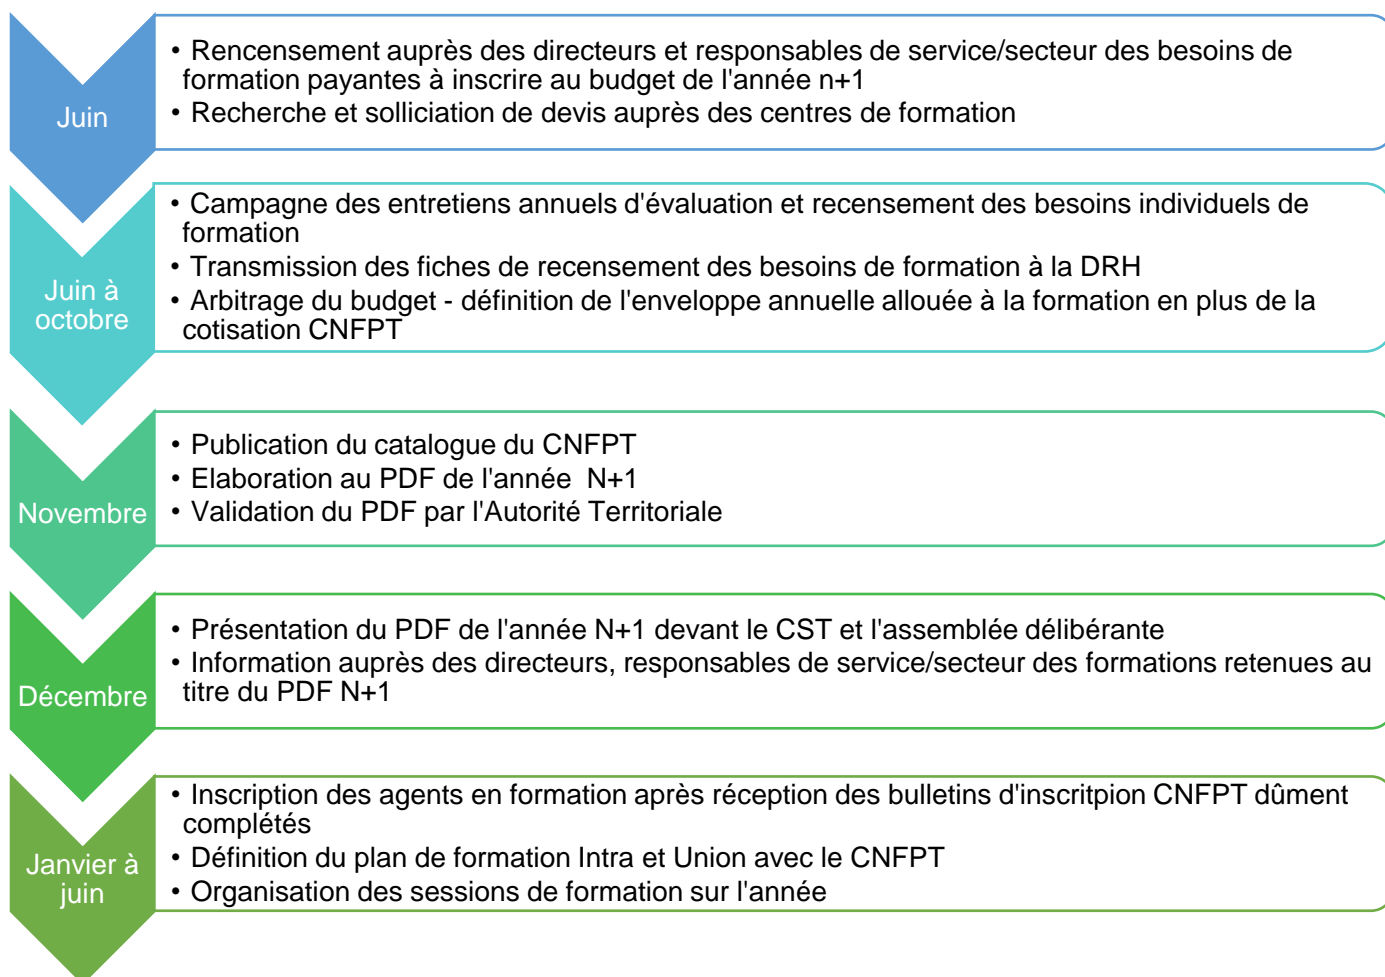 Juin
• Rencensement auprès des directeurs et responsables de service/secteur des besoins de
formation payantes à inscrire au budget de l'année n+1
• Recherche et solliciation de devis auprès des centres de formation
Juin à
octobre
• Campagne des entretiens annuels d'évaluation et recensement des besoins individuels de
formation
• Transmission des fiches de recensement des besoins de formation à la DRH
• Arbitrage du budget - définition de l'enveloppe annuelle allouée à la formation en plus de la
cotisation CNFPT
Novembre
• Publication du catalogue du CNFPT
• Elaboration au PDF de l'année  N+1
• Validation du PDF par l'Autorité Territoriale
Décembre
• Présentation du PDF de l'année N+1 devant le CST et l'assemblée délibérante
• Information auprès des directeurs, responsables de service/secteur des formations retenues au
titre du PDF N+1
Janvier à
juin
• Inscription des agents en formation après réception des bulletins d'inscritpion CNFPT dûment
complétés
• Définition du plan de formation Intra et Union avec le CNFPT
• Organisation des sessions de formation sur l'année